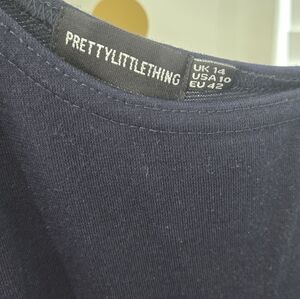 PRETTYLITTLETHING
UK 14
USA 10
EU 42